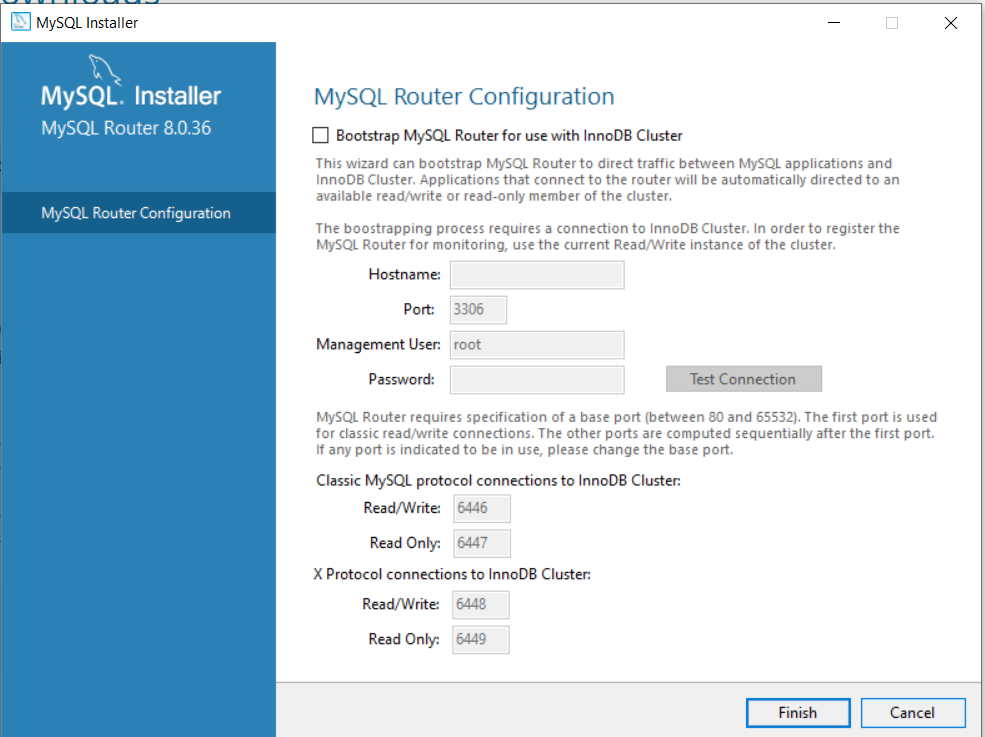 ownloads
MySQL Installer
MySQL. Installer
MySQL Router 8.0.36
MySQL Router Configuration
MySQL Router Configuration
Bootstrap MySQL Router for use with InnoDB Cluster
This wizard can bootstrap MySQL Router to direct traffic between MySQL applications and
InnoDB Cluster. Applications that connect to the router will be automatically directed to an
available read/write or read-only member of the cluster.
The boostrapping process requires a connection to InnoDB Cluster. In order to register the
MySQL Router for monitoring, use the current Read/Write instance of the cluster.
Hostname:
Port: 3306
Management User: root
Password: Test Connection
MySQL Router requires specification of a base port (between 80 and 65532). The first port is used
for classic read/write connections. The other ports are computed sequentially after the first port.
If any port is indicated to be in use, please change the base port.
Classic MySQL protocol connections to InnoDB Cluster:
Read/Write: 6446
Read Only: 6447
X Protocol connections to InnoDB Cluster:
Read/Write: 6448
Read Only: 6449
Finish Cancel